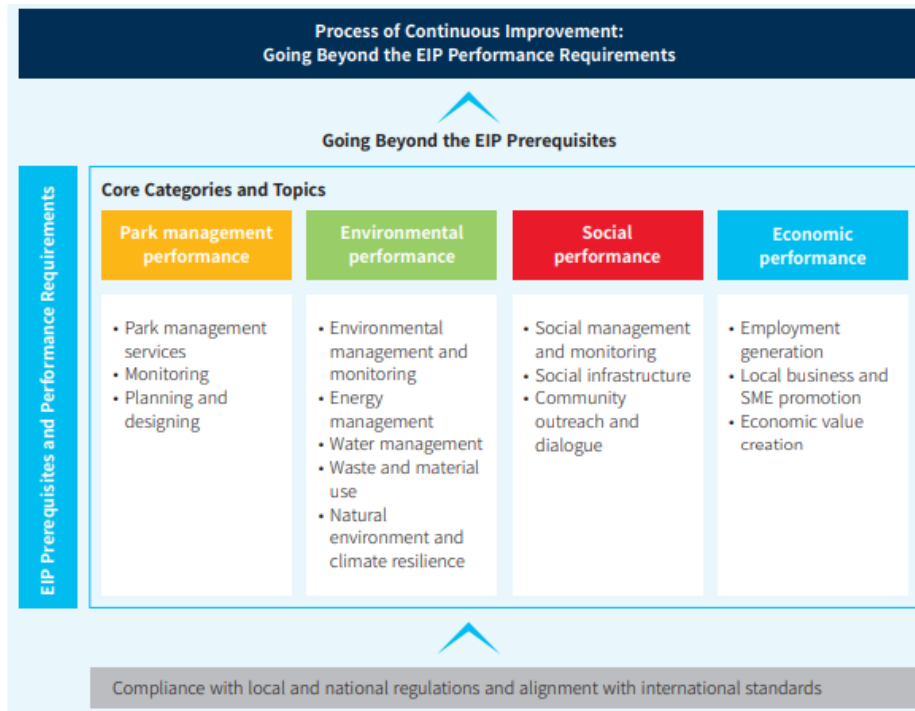 Process of Continuous Improvement:
Going Beyond the EIP Performance Requirements
Going Beyond the EIP Prerequisites
EIP Prerequisites and Performance Requirements
Core Categories and Topics
Park management
performance
• Park management
services
• Monitoring
• Planning and
designing
Environmental
performance
• Environmental
management and
monitoring
• Energy
management
• Water management
• Waste and material
use
• Natural
environment and
climate resilience
Social
performance
• Social management
and monitoring
• Social infrastructure
• Community
outreach and
dialogue
Economic
performance
• Employment
generation
• Local business and
SME promotion
• Economic value
creation
Compliance with local and national regulations and alignment with international standards